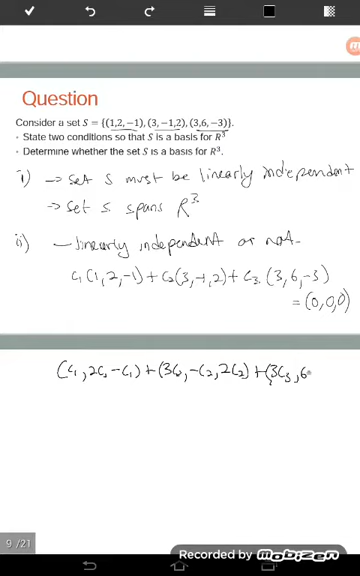 Question
Consider a set S = {(1,2,−1), (3,−1,2), (3,6,−3)}.
• State two conditions so that S is a basis for R³
• Determine whether the set S is a basis for R³.
i) → set S must be linearly independent
→ set S spans R³
ii) – linearly independent or not.
C₁(1,2,−1) + C₂(3,−1,2) + C₃.(3,6,−3)
= (0,0,0)
(C₁, 2C₁ −C₁) + (3C₂, −C₂, 2C₂) + (3C₃, 6
9 /21
Recorded by
Mobizen